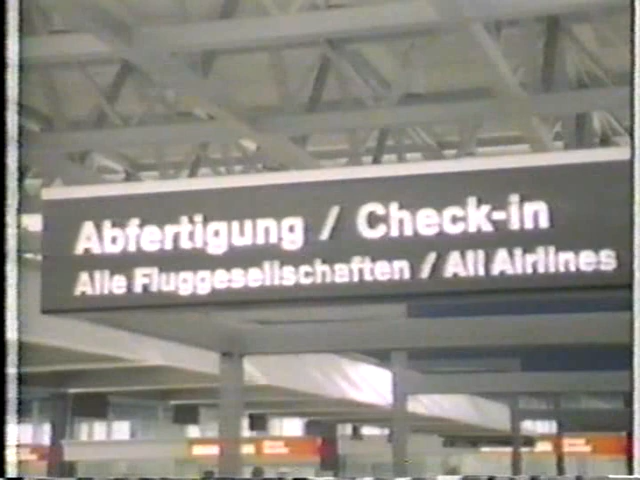 Abfertigung / Check-in
Alle Fluggesellschaften / All Airlines